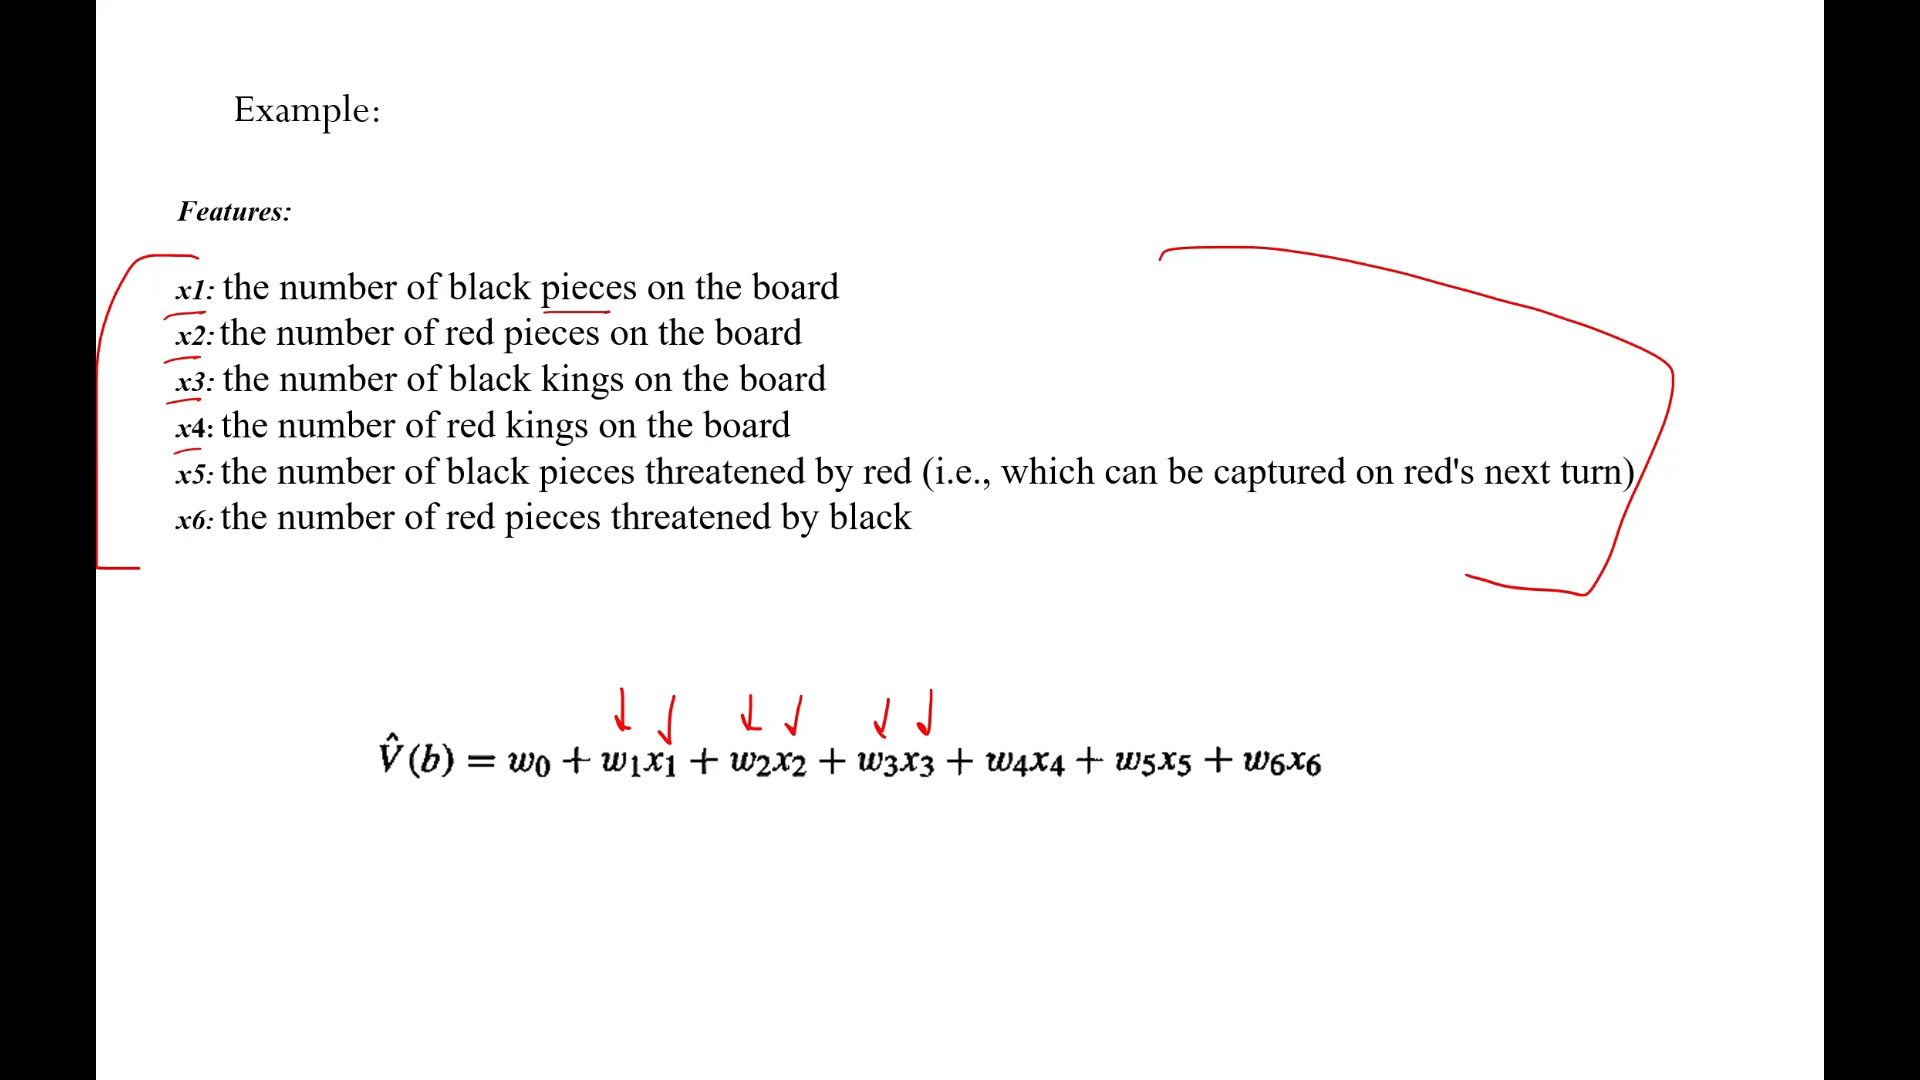 Example:
Features:
x1: the number of black pieces on the board
x2: the number of red pieces on the board
x3: the number of black kings on the board
x4: the number of red kings on the board
x5: the number of black pieces threatened by red (i.e., which can be captured on red's next turn)
x6: the number of red pieces threatened by black
V̂(b) = w₀ + w₁x₁ + w₂x₂ + w₃x₃ + w₄x₄ + w₅x₅ + w₆x₆